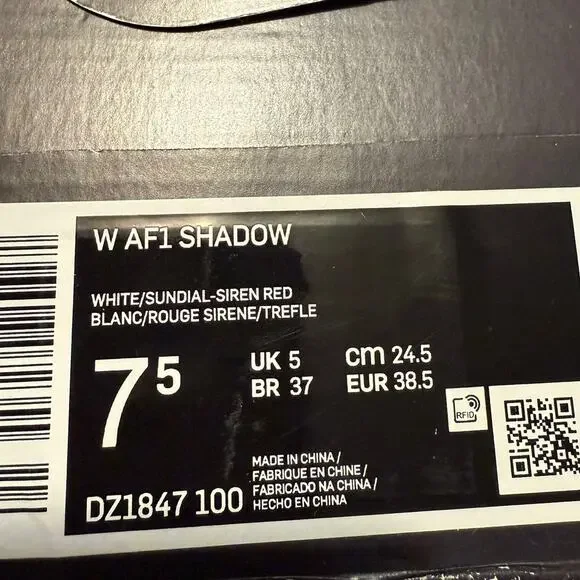 W AF1 SHADOW
WHITE/SUNDIAL-SIREN RED
BLANC/ROUGE SIRENE/TREFLE
7⁵
UK 5 cm 24.5
BR 37 EUR 38.5
RFID
MADE IN CHINA /
FABRIQUE EN CHINE /
FABRICADO NA CHINA /
HECHO EN CHINA
DZ1847 100